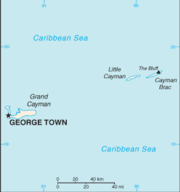 Caribbean Sea
Little
Cayman
The Bluff
Cayman
Brac
Grand
Cayman
GEORGE TOWN
Caribbean Sea
0 20 40 km
0 20 40 mi